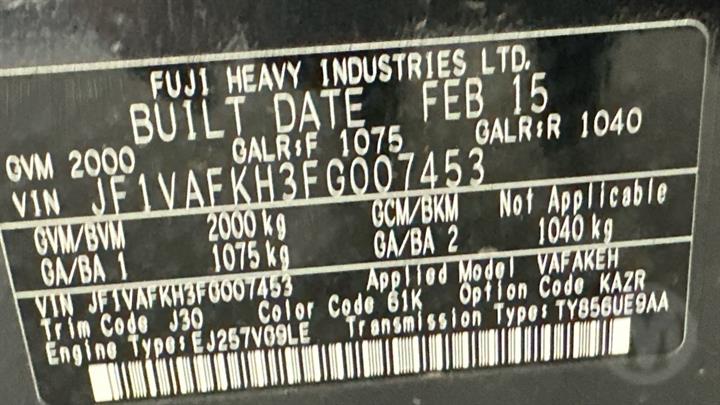 FUJI HEAVY INDUSTRIES LTD.
BUILT DATE FEB 15
GVM 2000 GALR:F 1075 GALR:R 1040
VIN JF1VAFKH3FG007453
GVM/BVM 2000 kg GCM/BKM Not Applicable
GA/BA 1 1075 kg GA/BA 2 1040 kg
VIN JF1VAFKH3FG007453 Applied Model VAFAKEH
Trim Code J30 Color Code 61K Option Code KAZR
Engine Type: EJ257V09LE Transmission Type: TY856UE9AA